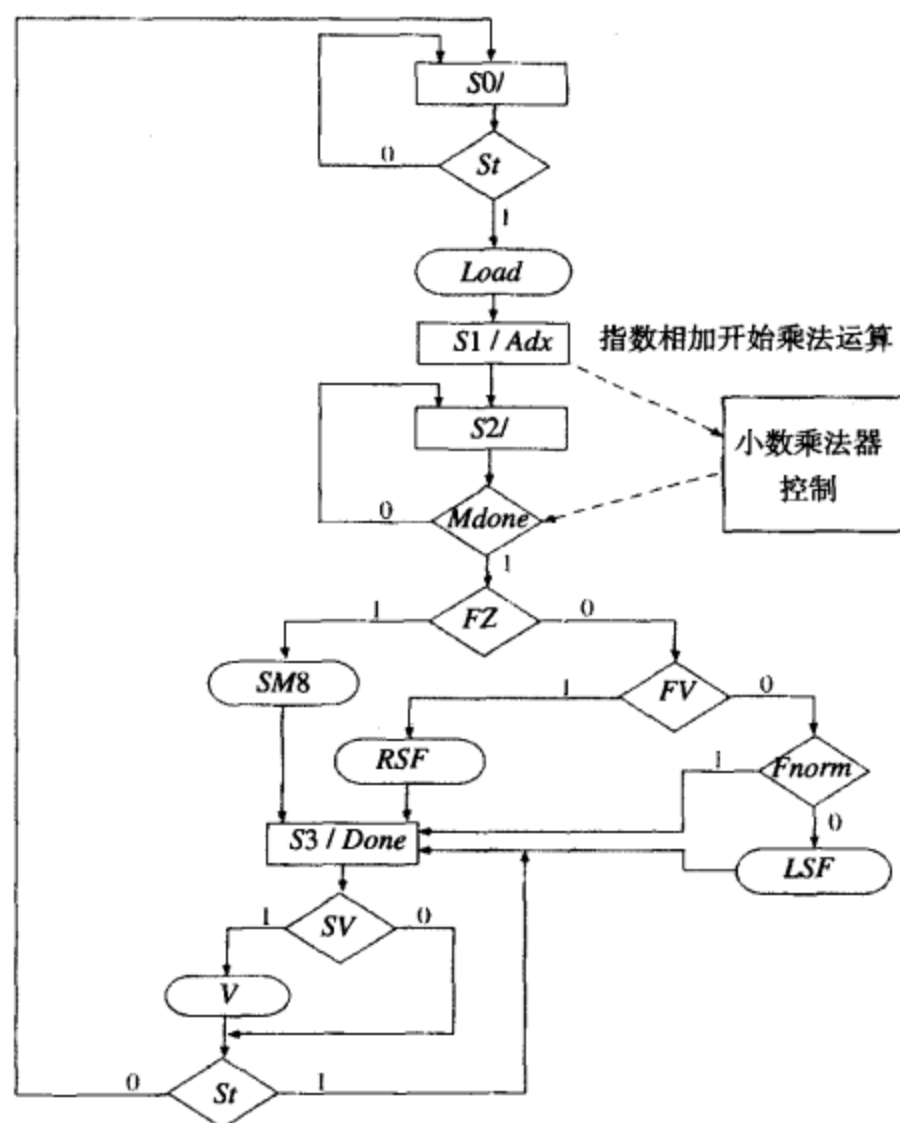 S0/
0
St
1
Load
S1 / Adx
指数相加开始乘法运算
S2/
小数乘法器
控制
0
Mdone
1
1
FZ
0
SM8
1
FV
0
RSF
1
Fnorm
0
S3 / Done
LSF
1
SV
0
V
0
St
1